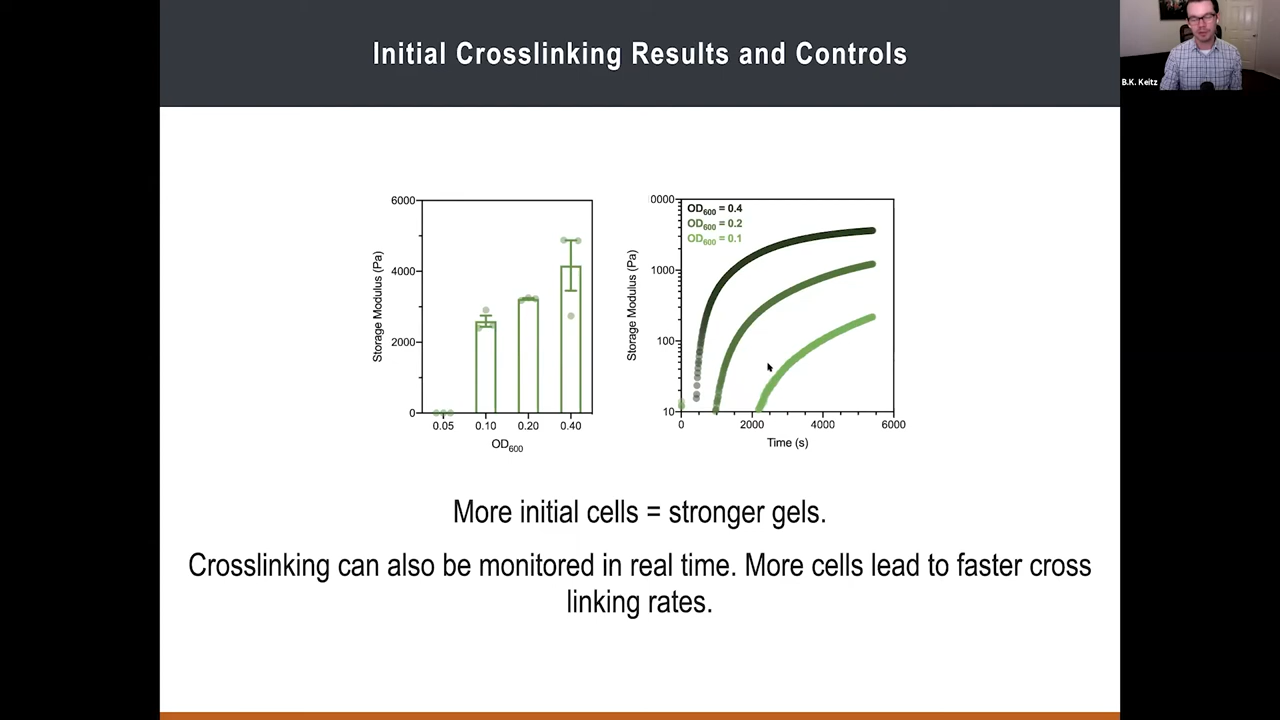 Initial Crosslinking Results and Controls
B.K. Keitz
6000
4000
2000
0
Storage Modulus (Pa)
0.05 0.10 0.20 0.40
OD600
0000
1000
100
10
Storage Modulus (Pa)
OD600 = 0.4
OD600 = 0.2
OD600 = 0.1
0 2000 4000 6000
Time (s)
More initial cells = stronger gels.
Crosslinking can also be monitored in real time. More cells lead to faster cross
linking rates.